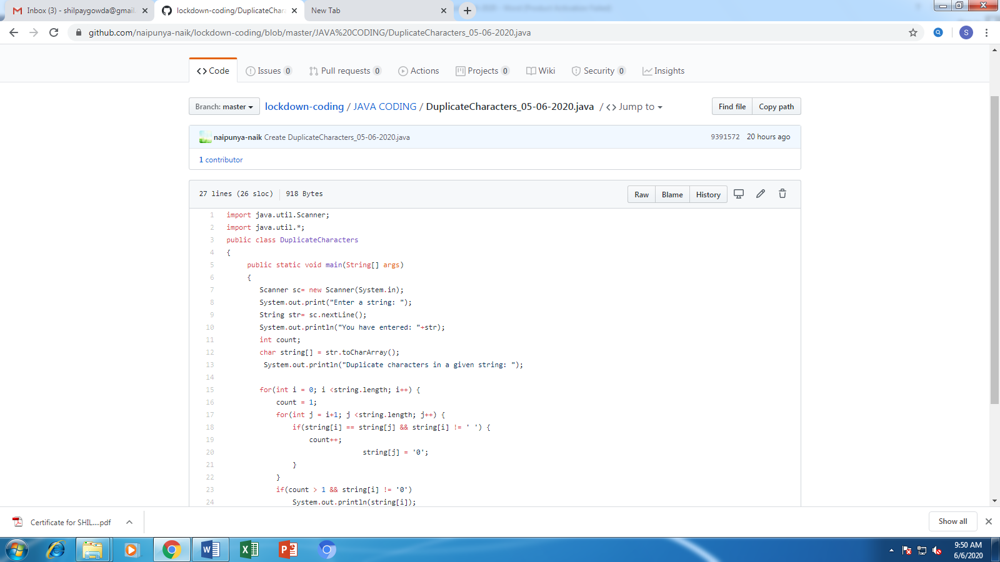 Inbox (3) - shilpaygowda@gmail.
lockdown-coding/DuplicateChara
New Tab
github.com/naipunya-naik/lockdown-coding/blob/master/JAVA%20CODING/DuplicateCharacters_05-06-2020.java
S
Code
Issues 0
Pull requests 0
Actions
Projects 0
Wiki
Security 0
Insights
Branch: master
lockdown-coding / JAVA CODING / DuplicateCharacters_05-06-2020.java / Jump to
Find file
Copy path
naipunya-naik Create DuplicateCharacters_05-06-2020.java
9391572 20 hours ago
1 contributor
27 lines (26 sloc) 918 Bytes
Raw
Blame
History
1 import java.util.Scanner;
2 import java.util.*;
3 public class DuplicateCharacters
4 {
5 public static void main(String[] args)
6 {
7 Scanner sc= new Scanner(System.in);
8 System.out.print("Enter a string: ");
9 String str= sc.nextLine();
10 System.out.println("You have entered: "+str);
11 int count;
12 char string[] = str.toCharArray();
13 System.out.println("Duplicate characters in a given string: ");
14
15 for(int i = 0; i <string.length; i++) {
16 count = 1;
17 for(int j = i+1; j <string.length; j++) {
18 if(string[i] == string[j] && string[i] != ' ') {
19 count++;
20 string[j] = '0';
21 }
22 }
23 if(count > 1 && string[i] != '0')
24 System.out.println(string[i]);
Certificate for SHIL....pdf
Show all
9:50 AM
6/6/2020